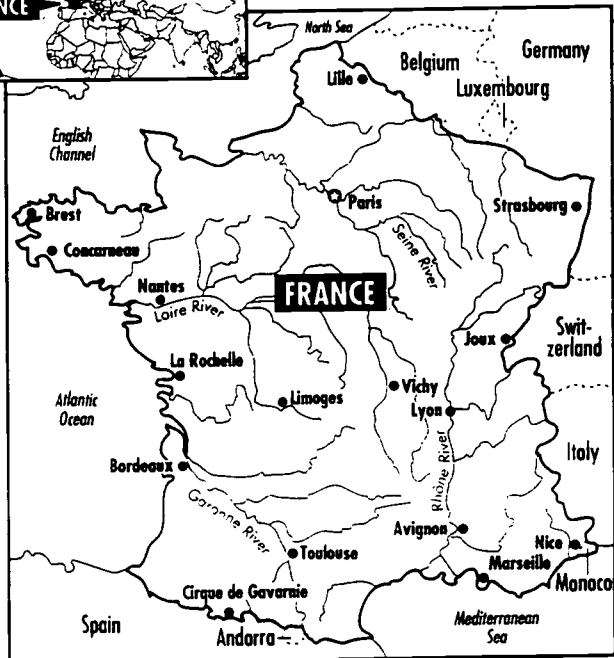 NCE
North Sea
Belgium
Germany
Lille
Luxembourg
English
Channel
Paris
Strasbourg
Brest
Concarneau
Seine River
Nantes
FRANCE
Loire River
Joux
Swit-
zerland
La Rochelle
Vichy
Limoges
Lyon
Atlantic
Ocean
Italy
Bordeaux
Rhône River
Garonne River
Avignon
Nice
Toulouse
Marseille
Monaco
Cirque de Gavarnie
Mediterranean
Sea
Spain
Andorra